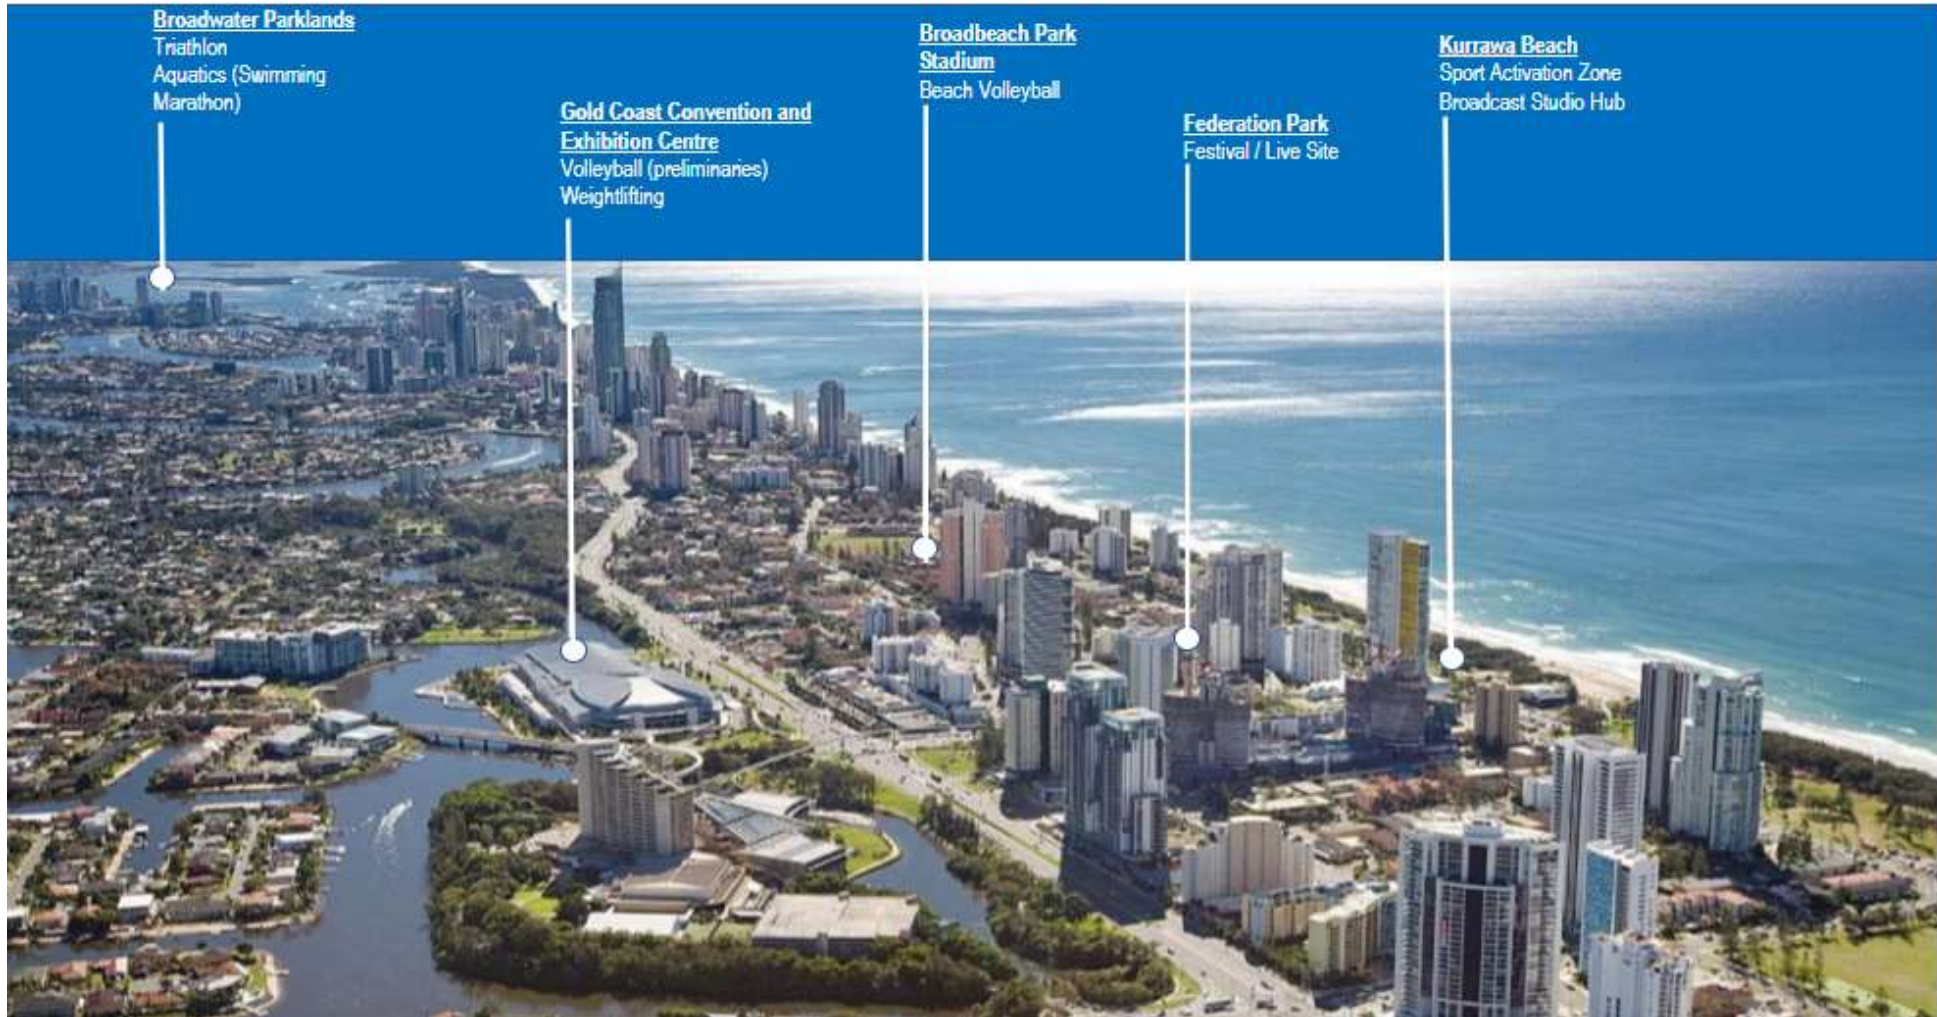 Broadwater Parklands
Triathlon
Aquatics (Swimming
Marathon)
Gold Coast Convention and
Exhibition Centre
Volleyball (preliminaries)
Weightlifting
Broadbeach Park
Stadium
Beach Volleyball
Federation Park
Festival / Live Site
Kurrawa Beach
Sport Activation Zone
Broadcast Studio Hub